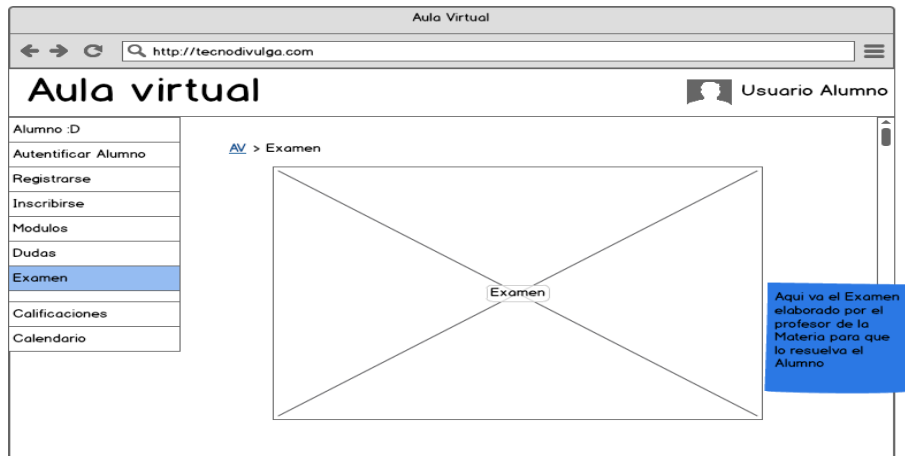 Aula Virtual
http://tecnodivulga.com
Aula virtual
Usuario Alumno
Alumno :D
Autentificar Alumno
Registrarse
Inscribirse
Modulos
Dudas
Examen
Calificaciones
Calendario
AV > Examen
Examen
Aqui va el Examen
elaborado por el
profesor de la
Materia para que
lo resuelva el
Alumno